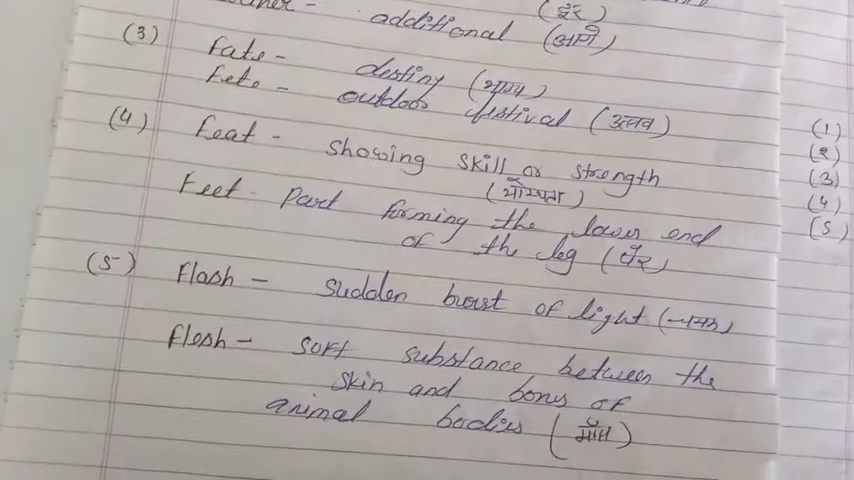 additional (आगे)
(3) Fate - destiny (भाग्य)
Fete - outdoor festival (उत्सव)
(4) Feat - showing skill or strength
(योग्यता)
Feet - part forming the lower end
of the leg (पैर)
(5) Flash - sudden burst of light (चमक)
Flesh - soft substance between the
skin and bones of
animal bodies (माँस)
(1)
(2)
(3)
(4)
(5)